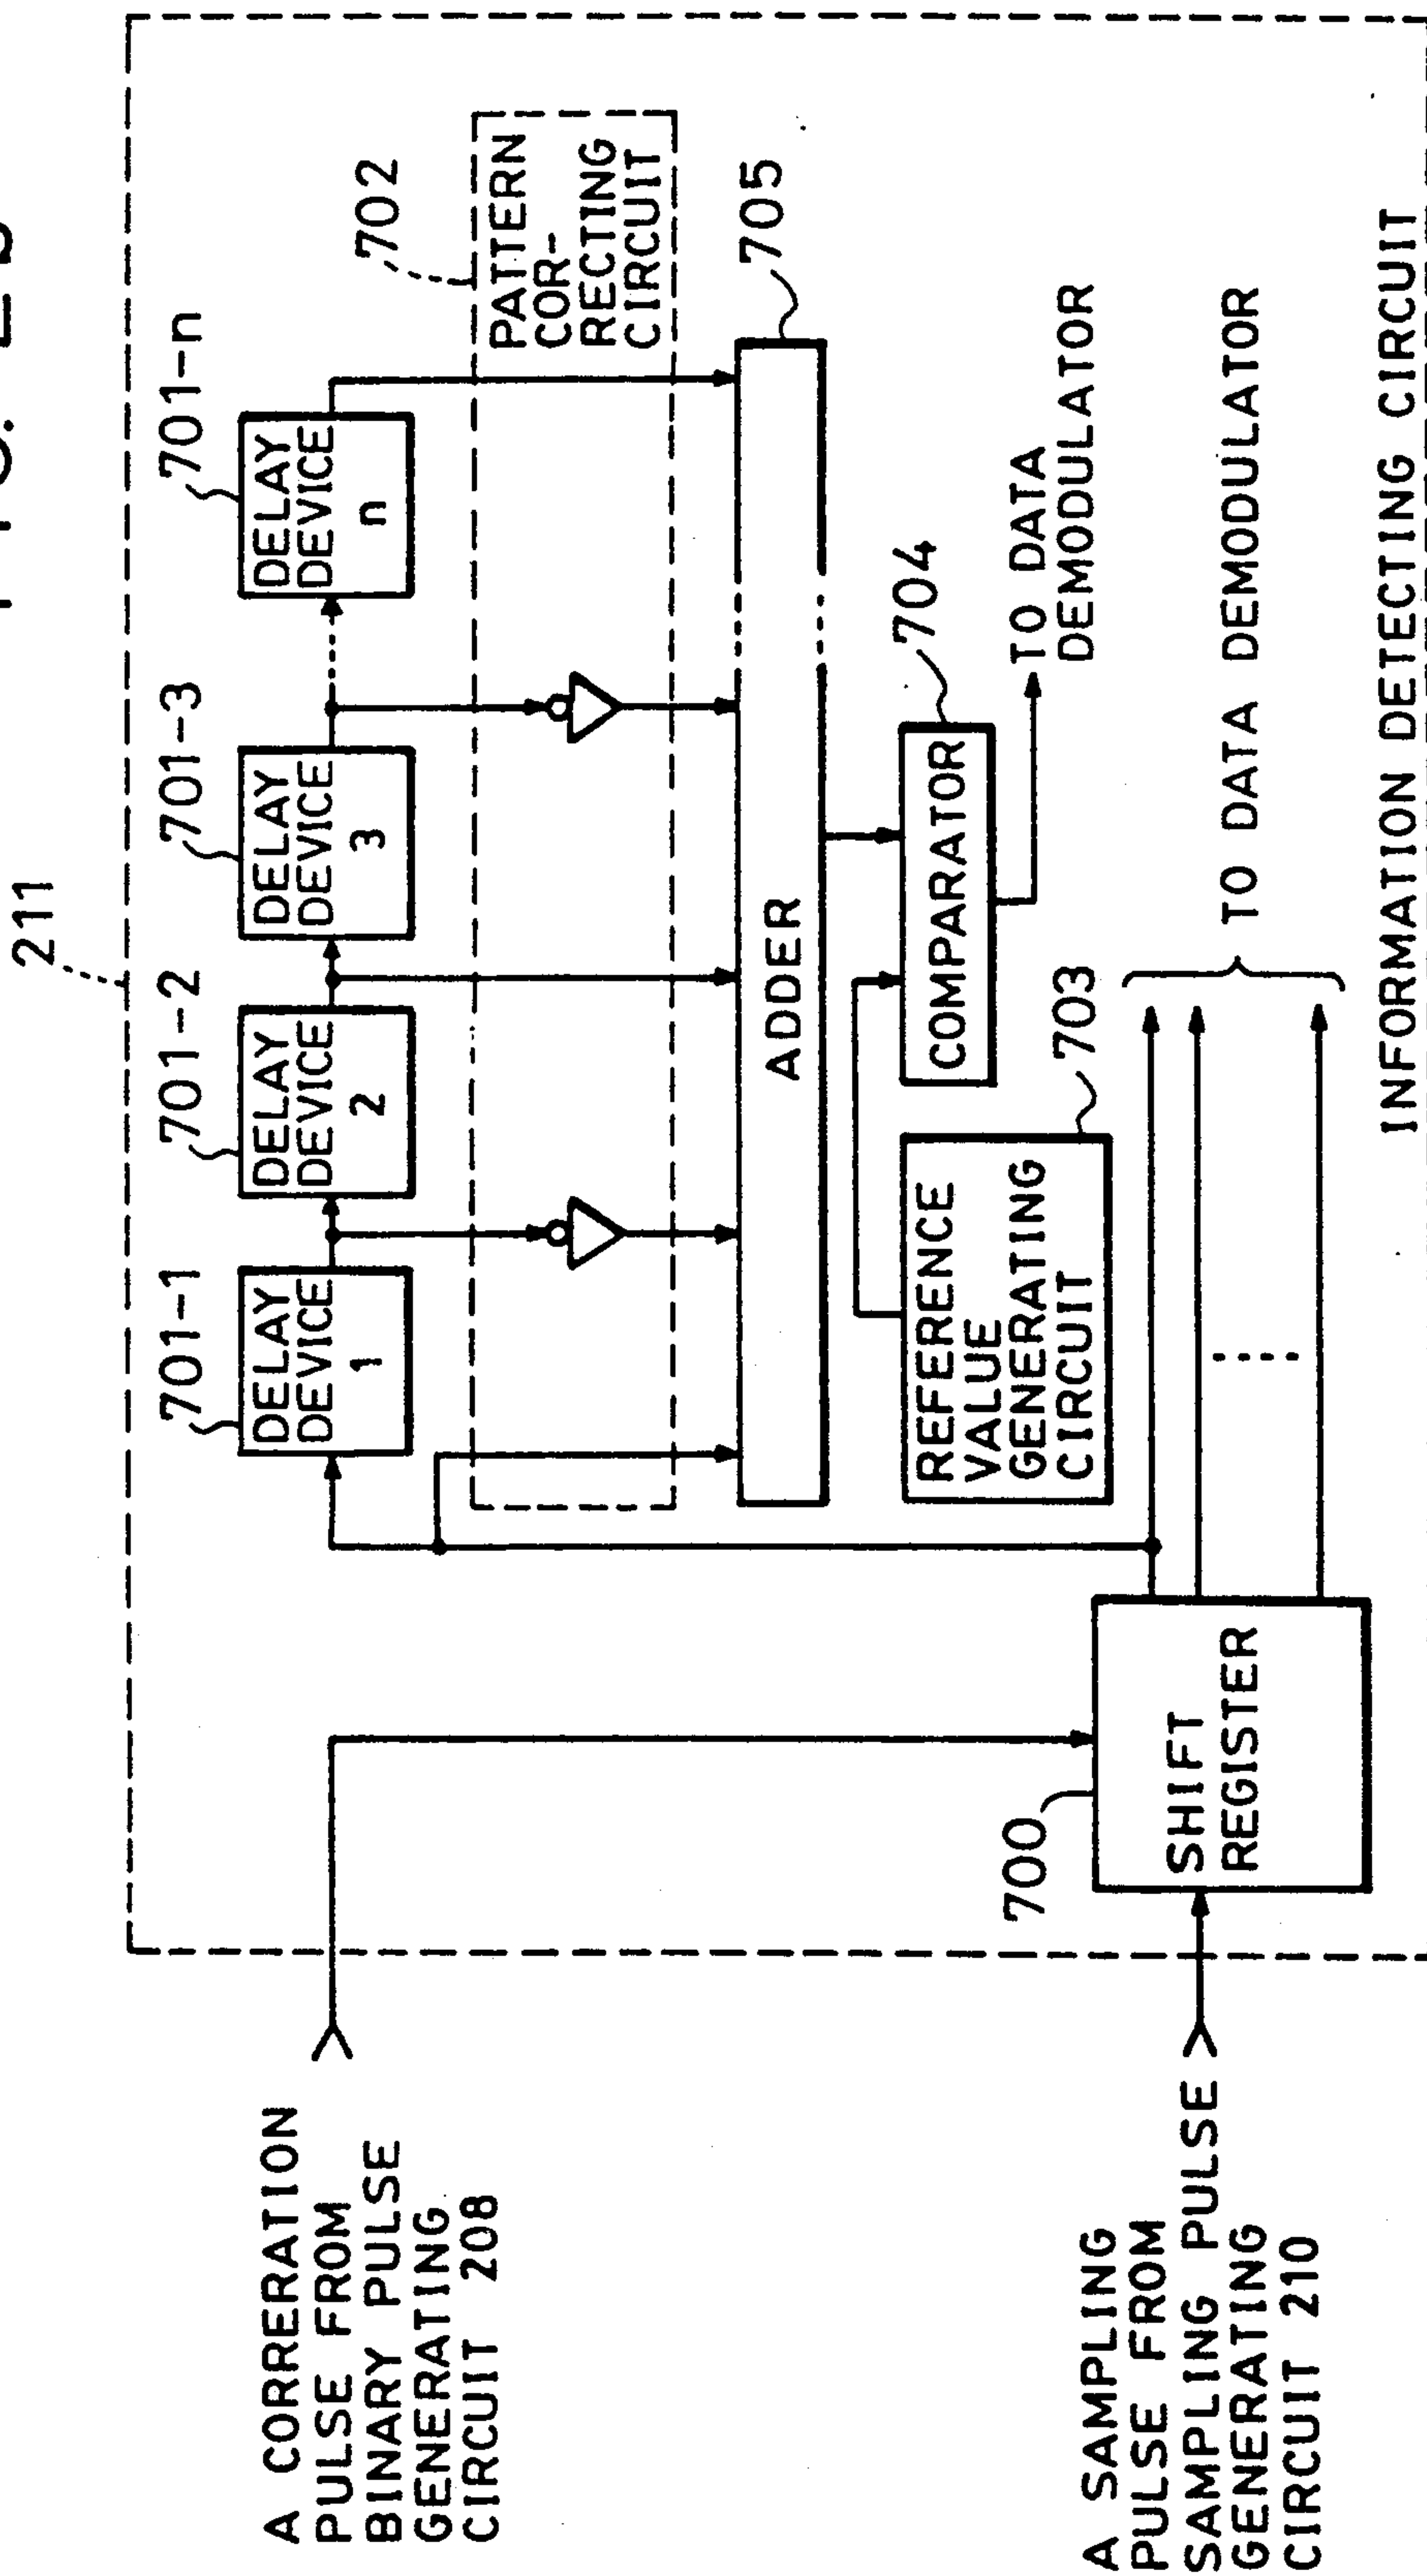 211
701-1
701-2
701-3
701-n
DELAY
DEVICE
1
DELAY
DEVICE
2
DELAY
DEVICE
3
DELAY
DEVICE
n
702
PATTERN
COR-
RECTING
CIRCUIT
A CORRERATION
PULSE FROM
BINARY PULSE
GENERATING
CIRCUIT 208
ADDER
705
REFERENCE
VALUE
GENERATING
CIRCUIT
703
COMPARATOR
704
TO DATA
DEMODULATOR
700
SHIFT
REGISTER
TO DATA DEMODULATOR
A SAMPLING
PULSE FROM
SAMPLING PULSE
GENERATING
CIRCUIT 210
INFORMATION DETECTING CIRCUIT